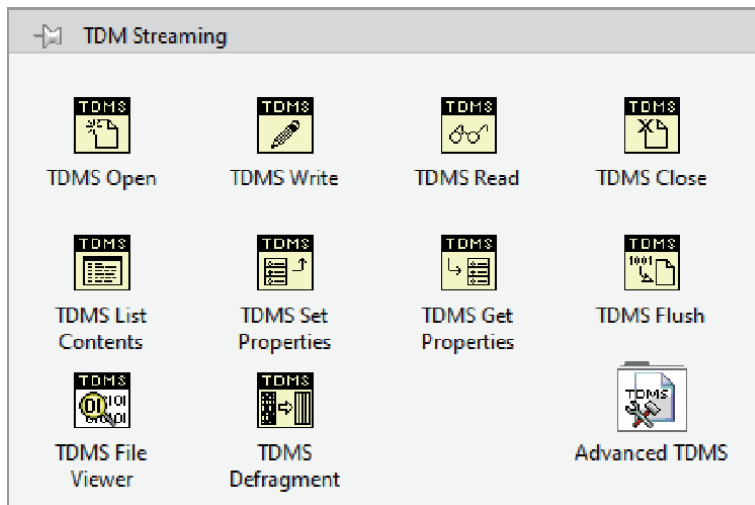 TDM Streaming
TDMS TDMS TDMS TDMS
TDMS Open TDMS Write TDMS Read TDMS Close
TDMS TDMS TDMS TDMS
1001
TDMS List TDMS Set TDMS Get TDMS Flush
Contents Properties Properties
TDMS TDMS TDMS
TDMS File TDMS Advanced TDMS
Viewer Defragment